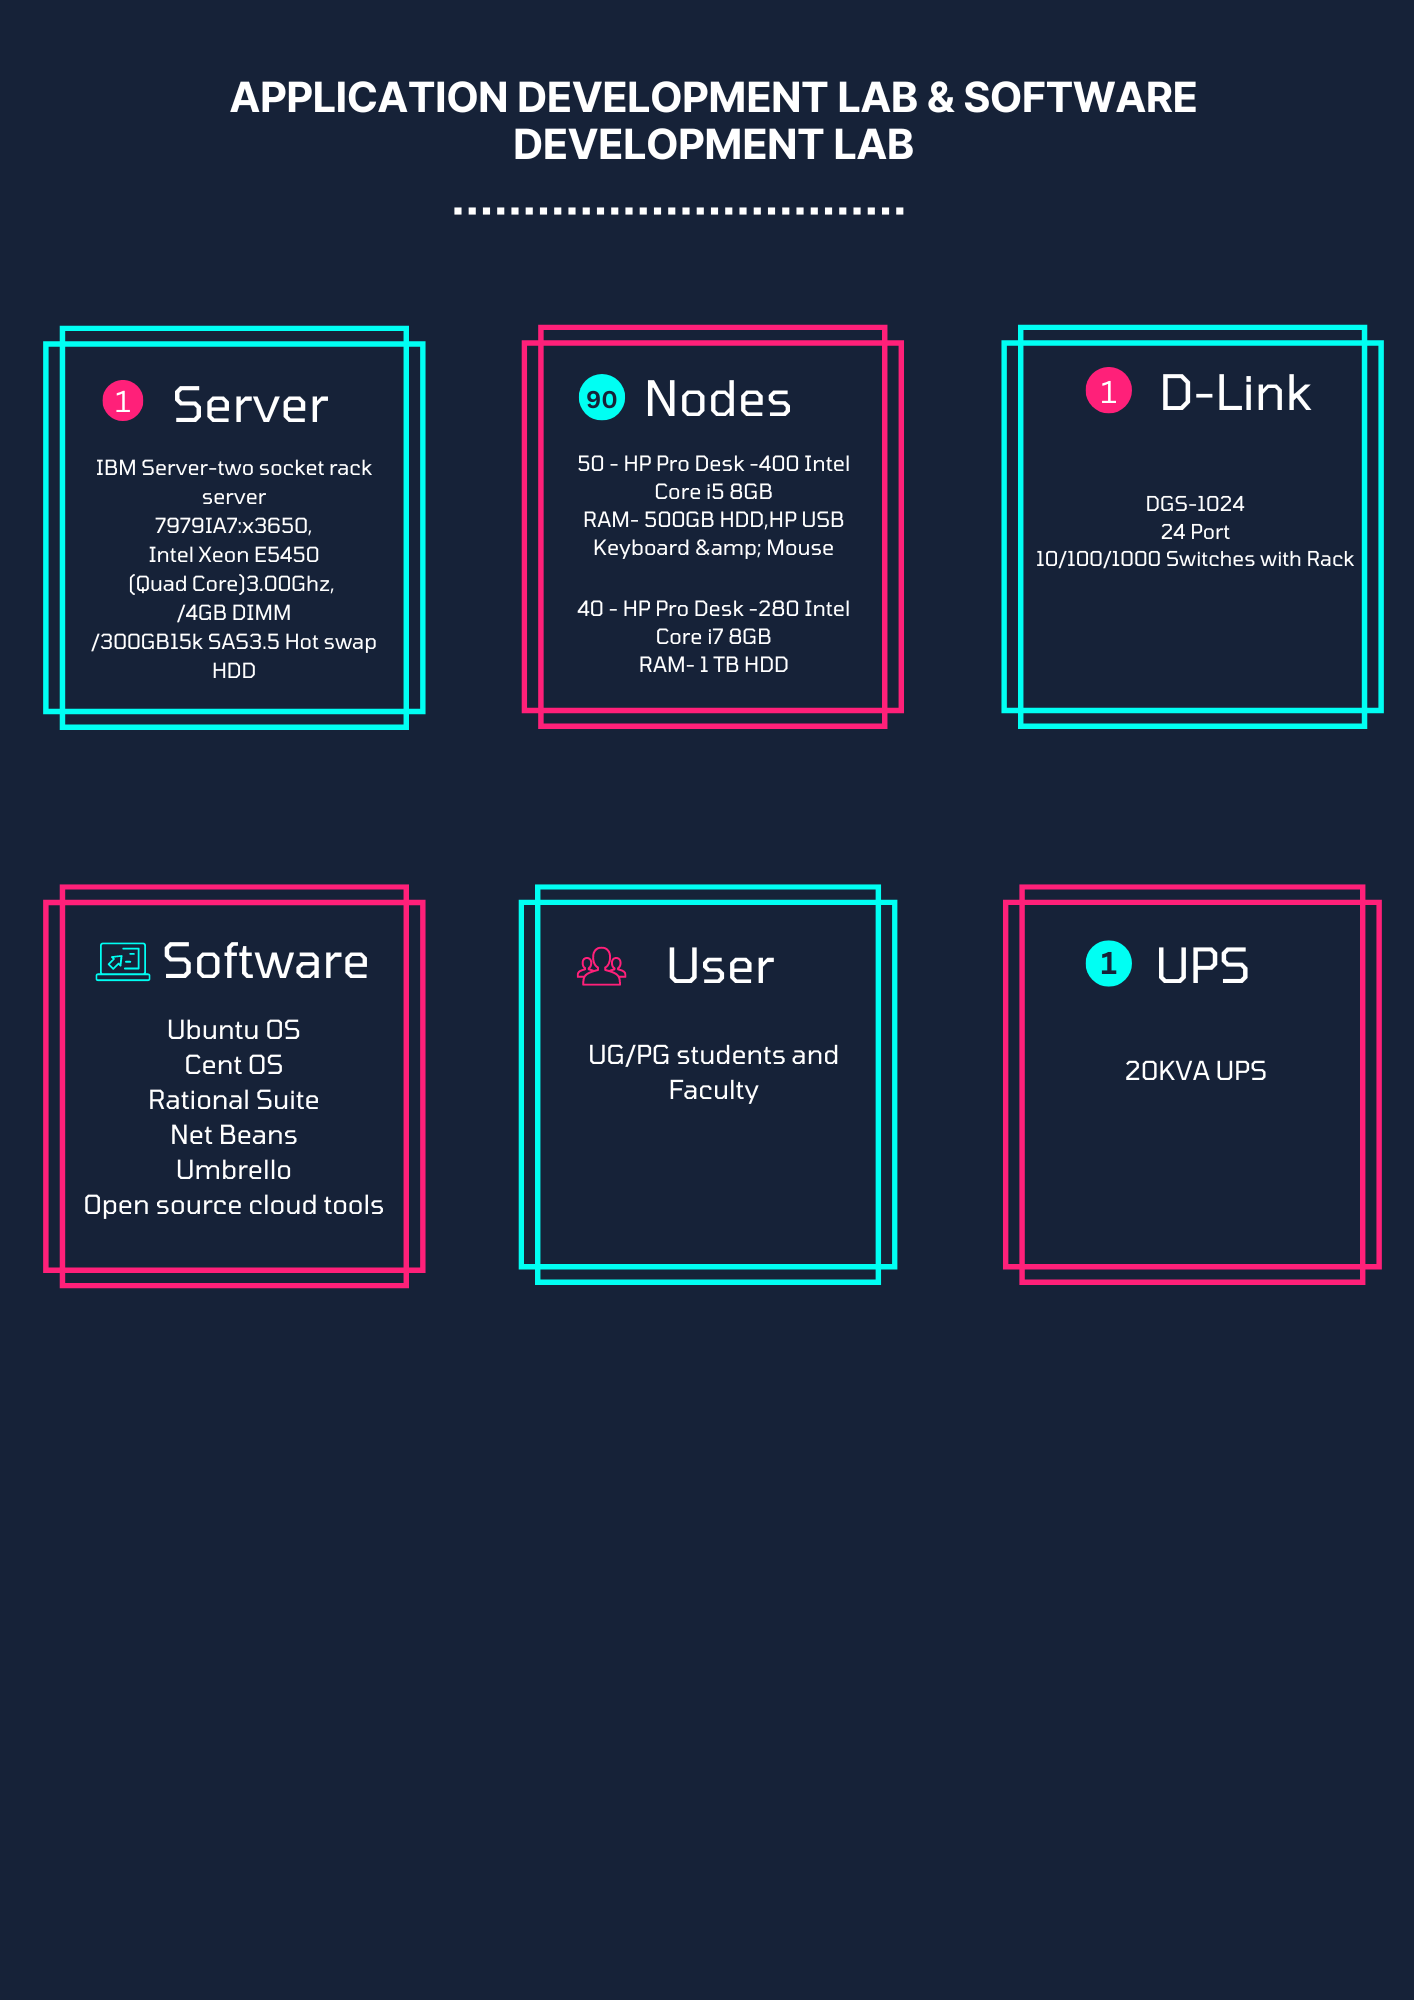 APPLICATION DEVELOPMENT LAB & SOFTWARE
DEVELOPMENT LAB
1 Server
IBM Server-two socket rack
server
7979IA7:x3650,
Intel Xeon E5450
(Quad Core)3.00Ghz,
/4GB DIMM
/300GB15k SAS3.5 Hot swap
HDD
90 Nodes
50 - HP Pro Desk -400 Intel
Core i5 8GB
RAM- 500GB HDD,HP USB
Keyboard &amp; Mouse
40 - HP Pro Desk -280 Intel
Core i7 8GB
RAM- 1 TB HDD
1 D-Link
DGS-1024
24 Port
10/100/1000 Switches with Rack
Software
Ubuntu OS
Cent OS
Rational Suite
Net Beans
Umbrello
Open source cloud tools
User
UG/PG students and
Faculty
1 UPS
20KVA UPS